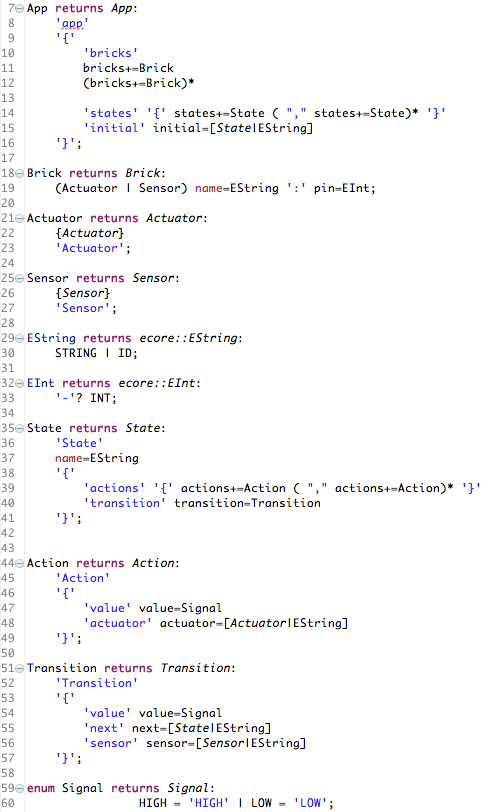 7 App returns App:
8 'app'
9 '{'
10 'bricks'
11 bricks+=Brick
12 (bricks+=Brick)*
13
14 'states' '{' states+=State ( "," states+=State)* '}'
15 'initial' initial=[State|EString]
16 '}';
17
18 Brick returns Brick:
19 (Actuator | Sensor) name=EString ':' pin=EInt;
20
21 Actuator returns Actuator:
22 {Actuator}
23 'Actuator';
24
25 Sensor returns Sensor:
26 {Sensor}
27 'Sensor';
28
29 EString returns ecore::EString:
30 STRING | ID;
31
32 EInt returns ecore::EInt:
33 '-'? INT;
34
35 State returns State:
36 'State'
37 name=EString
38 '{'
39 'actions' '{' actions+=Action ( "," actions+=Action)* '}'
40 'transition' transition=Transition
41 '}';
42
43
44 Action returns Action:
45 'Action'
46 '{'
47 'value' value=Signal
48 'actuator' actuator=[Actuator|EString]
49 '}';
50
51 Transition returns Transition:
52 'Transition'
53 '{'
54 'value' value=Signal
55 'next' next=[State|EString]
56 'sensor' sensor=[Sensor|EString]
57 '}';
58
59 enum Signal returns Signal:
60 HIGH = 'HIGH' | LOW = 'LOW';